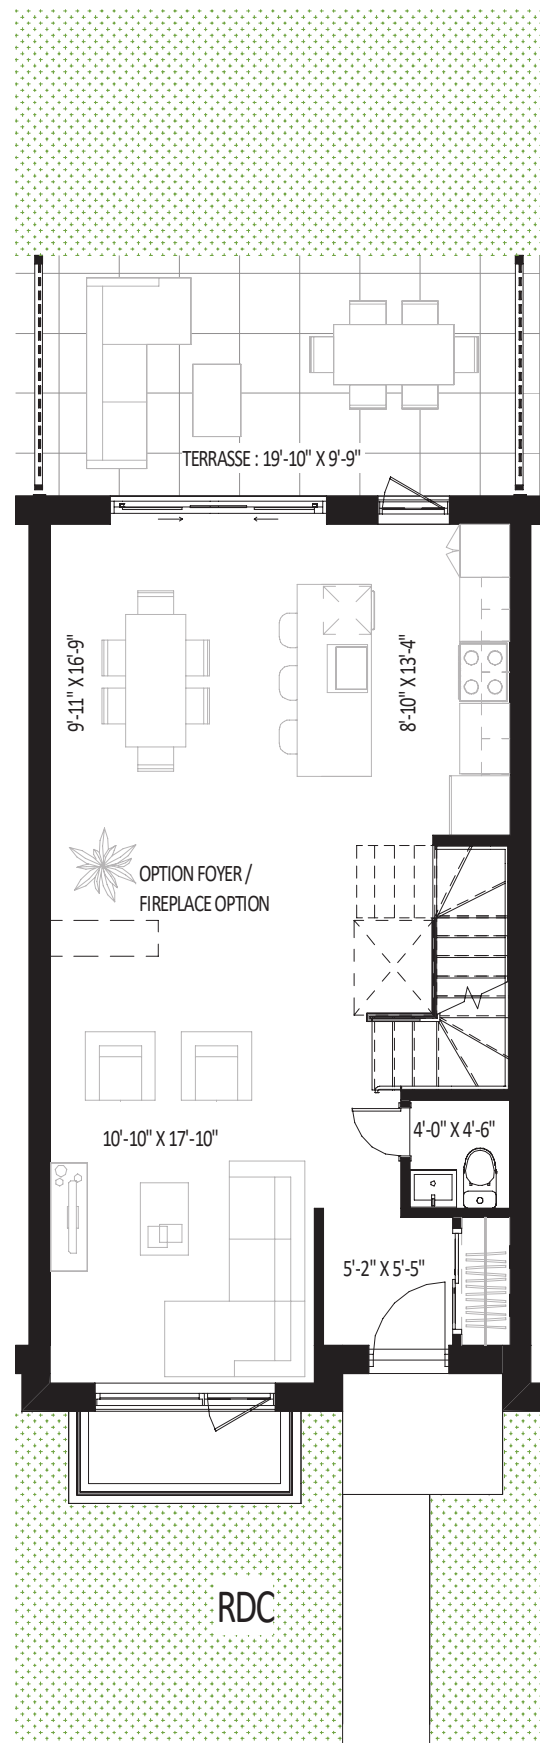 TERRASSE : 19'-10" X 9'-9"
9'-11" X 16'-9"
8'-10" X 13'-4"
OPTION FOYER /
FIREPLACE OPTION
10'-10" X 17'-10"
4'-0" X 4'-6"
5'-2" X 5'-5"
RDC